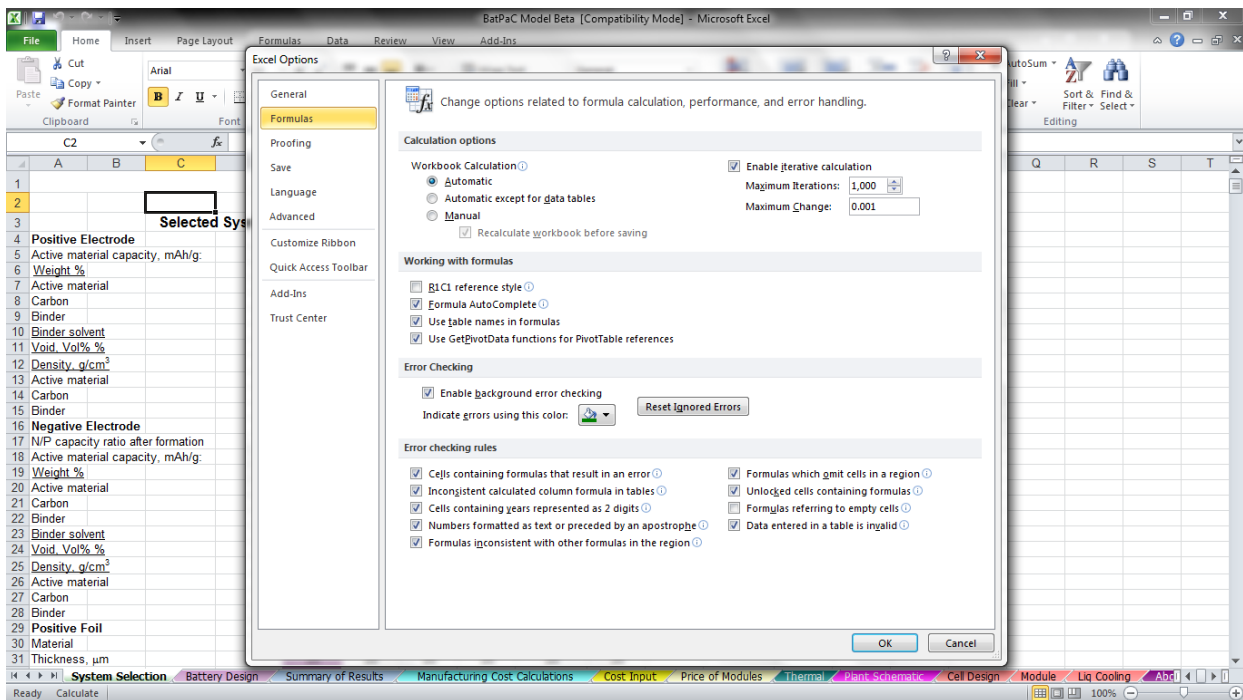 BatPaC Model Beta [Compatibility Mode] - Microsoft Excel
File Home Insert Page Layout Formulas Data Review View Add-Ins
Cut
Copy
Format Painter
Paste
Clipboard
Arial
B I U
Font
AutoSum
Fill
Clear
Sort & Filter
Find & Select
Editing
C2
fx
A B C Q R S T
1
2
3 Selected Sys
4 Positive Electrode
5 Active material capacity, mAh/g:
6 Weight %
7 Active material
8 Carbon
9 Binder
10 Binder solvent
11 Void, Vol% %
12 Density, g/cm3
13 Active material
14 Carbon
15 Binder
16 Negative Electrode
17 N/P capacity ratio after formation
18 Active material capacity, mAh/g:
19 Weight %
20 Active material
21 Carbon
22 Binder
23 Binder solvent
24 Void, Vol% %
25 Density, g/cm3
26 Active material
27 Carbon
28 Binder
29 Positive Foil
30 Material
31 Thickness, µm
Excel Options
General
Formulas
Proofing
Save
Language
Advanced
Customize Ribbon
Quick Access Toolbar
Add-Ins
Trust Center
Change options related to formula calculation, performance, and error handling.
Calculation options
Workbook Calculation
Automatic
Automatic except for data tables
Manual
Recalculate workbook before saving
Enable iterative calculation
Maximum Iterations: 1,000
Maximum Change: 0.001
Working with formulas
R1C1 reference style
Formula AutoComplete
Use table names in formulas
Use GetPivotData functions for PivotTable references
Error Checking
Enable background error checking
Indicate errors using this color:
Reset Ignored Errors
Error checking rules
Cells containing formulas that result in an error
Inconsistent calculated column formula in tables
Cells containing years represented as 2 digits
Numbers formatted as text or preceded by an apostrophe
Formulas inconsistent with other formulas in the region
Formulas which omit cells in a region
Unlocked cells containing formulas
Formulas referring to empty cells
Data entered in a table is invalid
OK Cancel
System Selection Battery Design Summary of Results Manufacturing Cost Calculations Cost Input Price of Modules Thermal Plant Schematic Cell Design Module Liq Cooling
Ready Calculate 100%